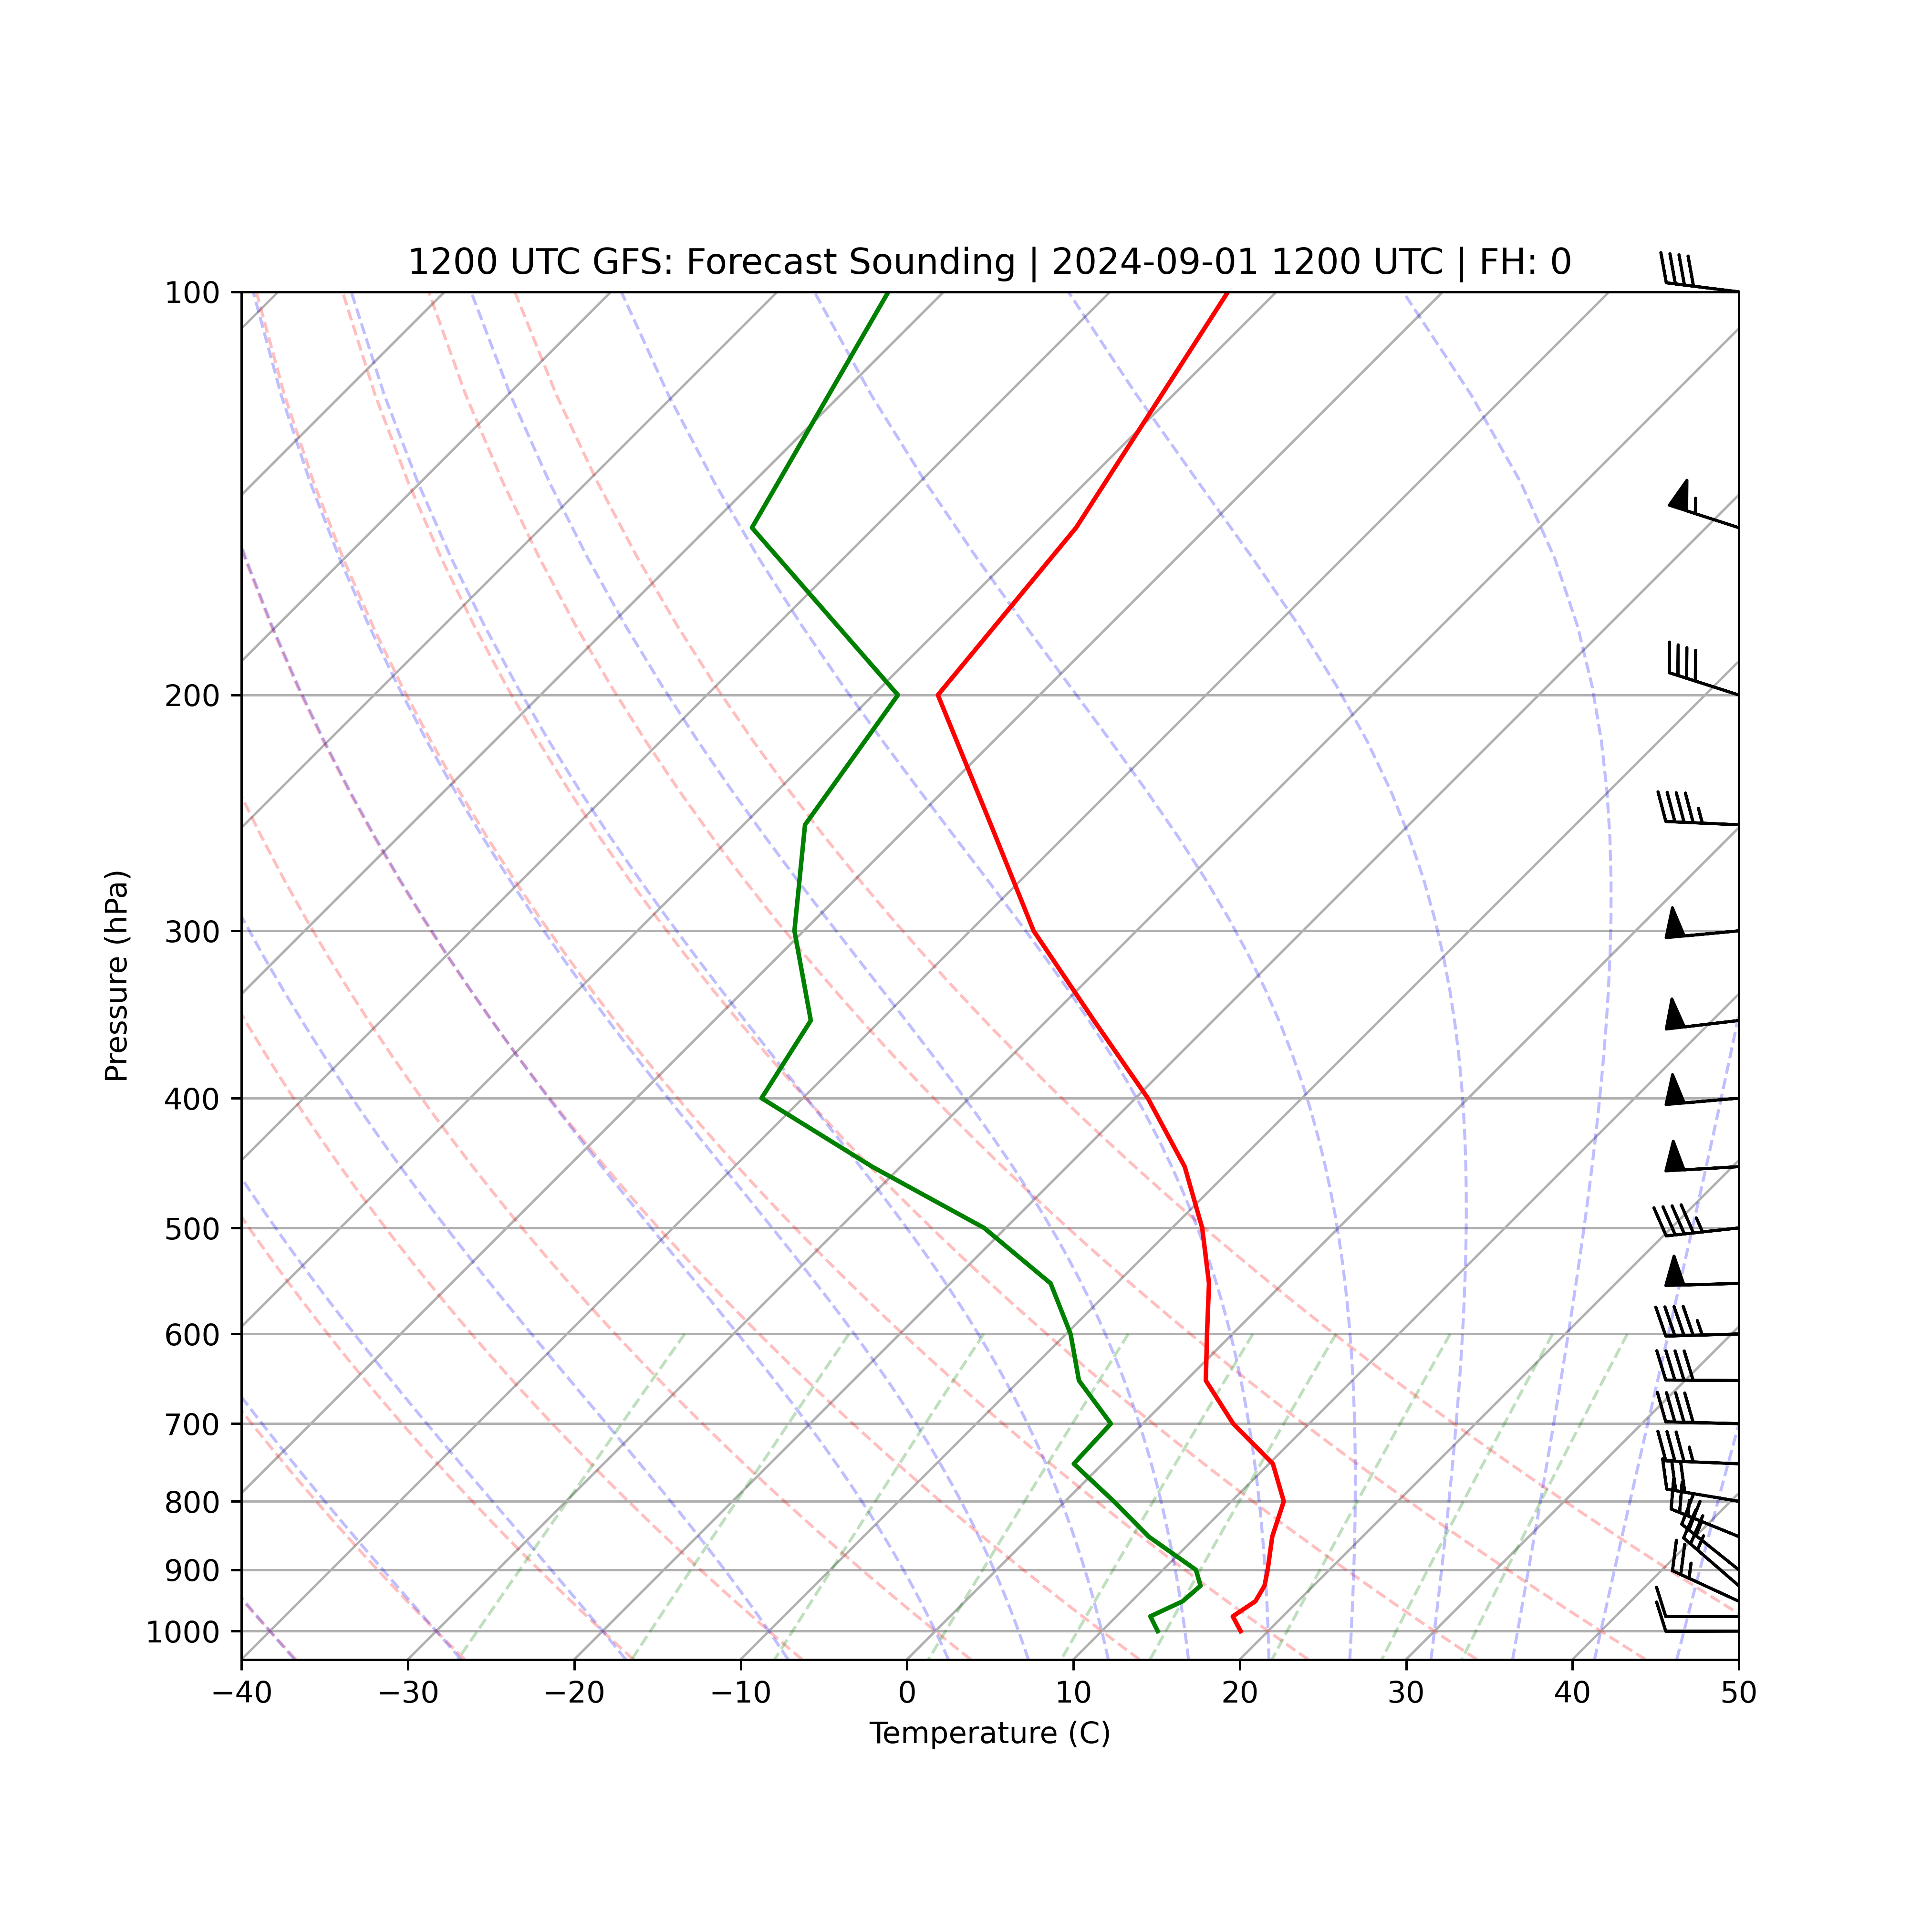 1200 UTC GFS: Forecast Sounding | 2024-09-01 1200 UTC | FH: 0
100
200
300
400
500
600
700
800
900
1000
Pressure (hPa)
−40 −30 −20 −10 0 10 20 30 40 50
Temperature (C)